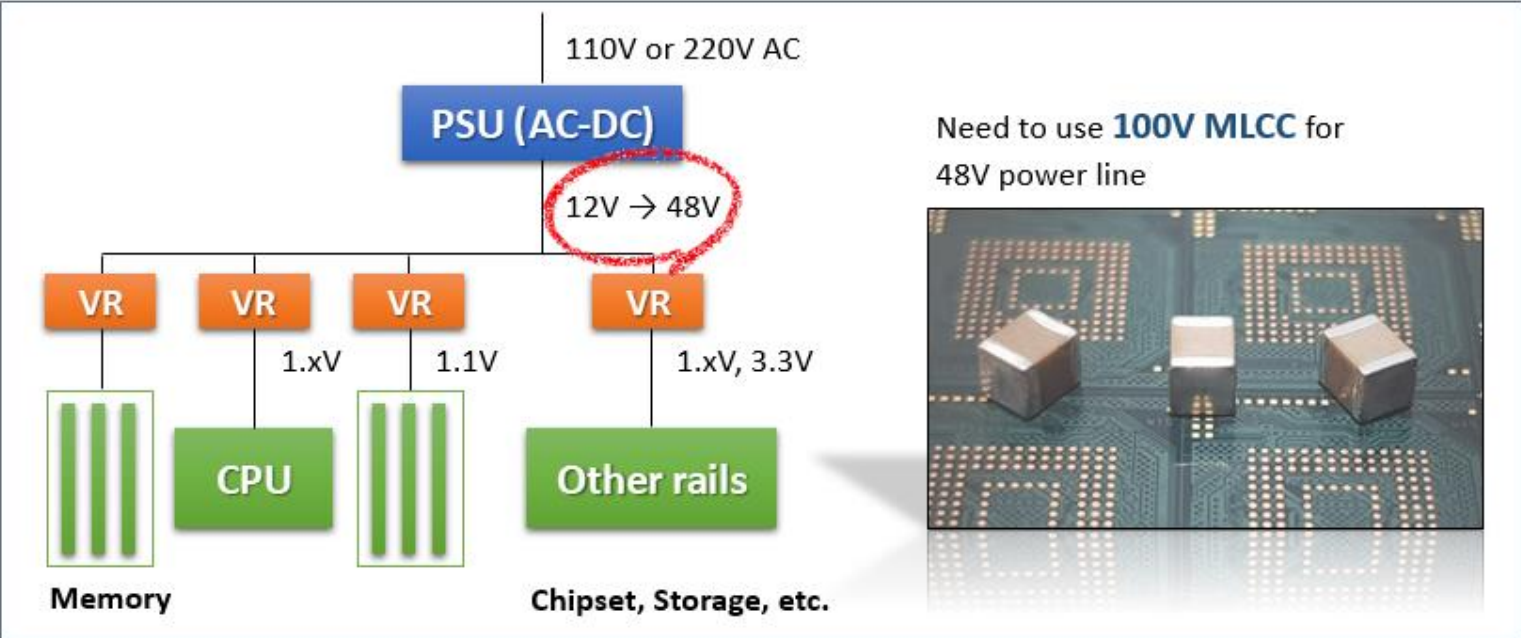 110V or 220V AC
PSU (AC-DC)
12V → 48V
VR
VR
VR
VR
1.xV
1.1V
1.xV, 3.3V
CPU
Other rails
Memory
Chipset, Storage, etc.
Need to use 100V MLCC for
48V power line